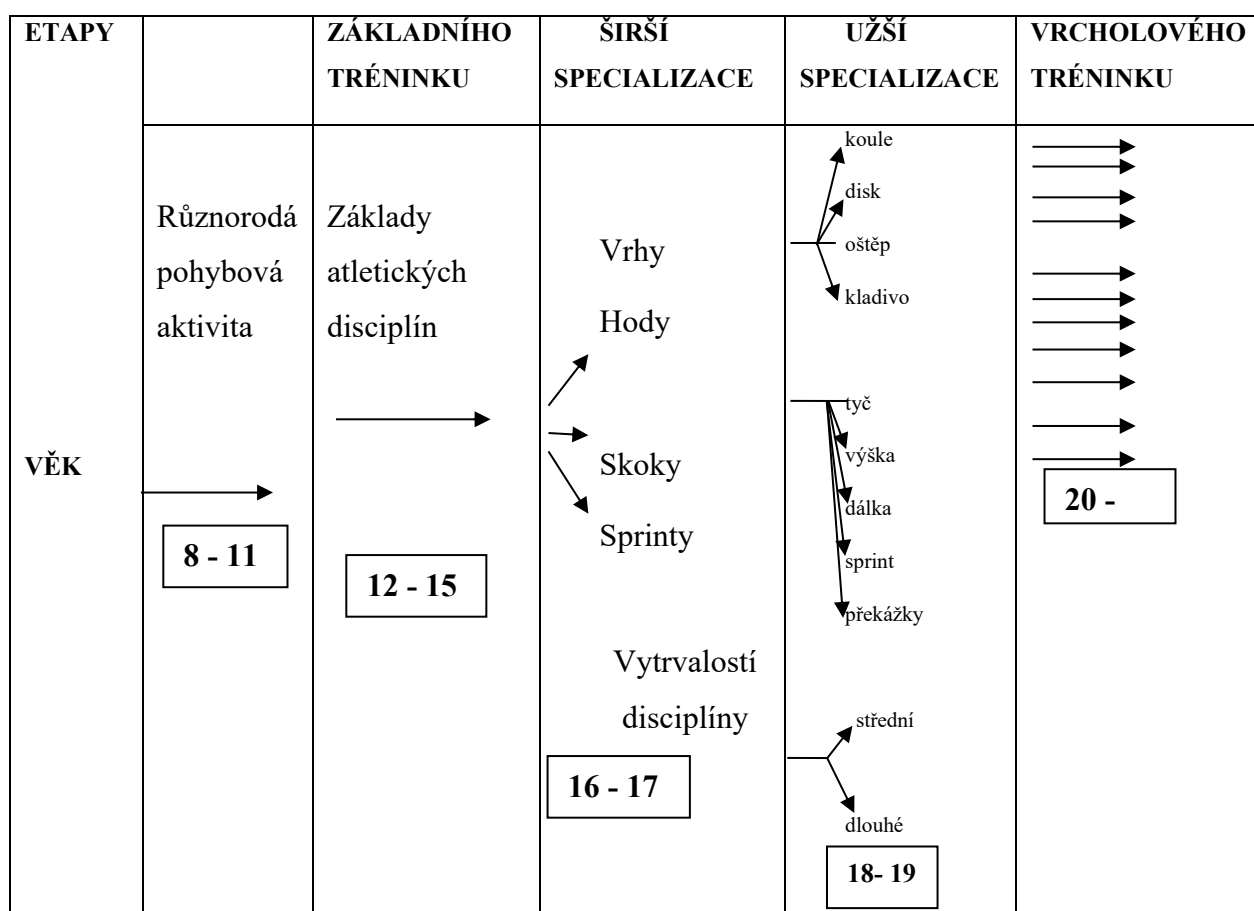 ETAPY
ZÁKLADNÍHO
TRÉNINKU
ŠIRŠÍ
SPECIALIZACE
UŽŠÍ
SPECIALIZACE
VRCHOLOVÉHO
TRÉNINKU
VĚK
Různorodá
pohybová
aktivita
8 - 11
Základy
atletických
disciplín
12 - 15
Vrhy
Hody
Skoky
Sprinty
Vytrvalostí
disciplíny
16 - 17
koule
disk
oštěp
kladivo
tyč
výška
dálka
sprint
překážky
střední
dlouhé
18- 19
20 -